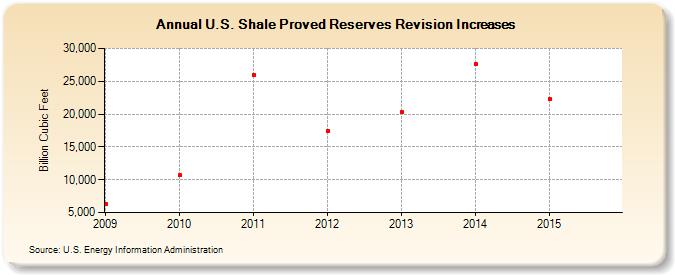 Annual U.S. Shale Proved Reserves Revision Increases
Billion Cubic Feet
30,000
25,000
20,000
15,000
10,000
5,000
2009 2010 2011 2012 2013 2014 2015
Source: U.S. Energy Information Administration